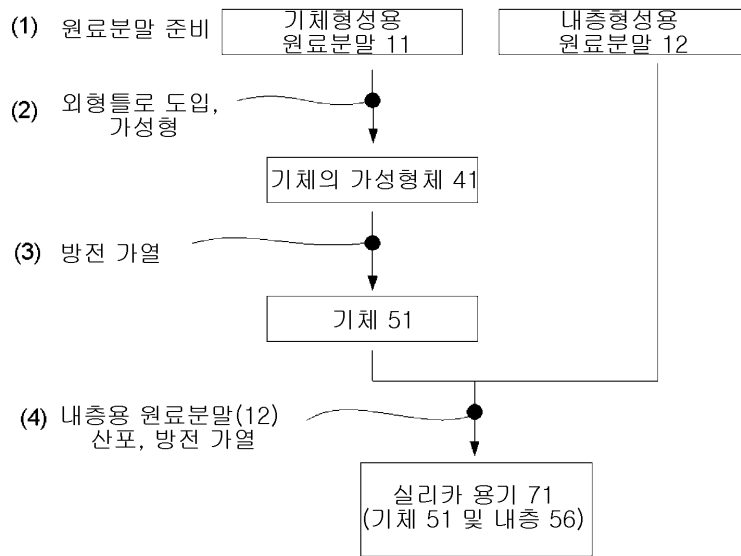 (1) 원료분말 준비
기체형성용
원료분말 11
내층형성용
원료분말 12
(2) 외형틀로 도입,
가성형
기체의 가성형체 41
(3) 방전 가열
기체 51
(4) 내층용 원료분말(12)
산포, 방전 가열
실리카 용기 71
(기체 51 및 내층 56)